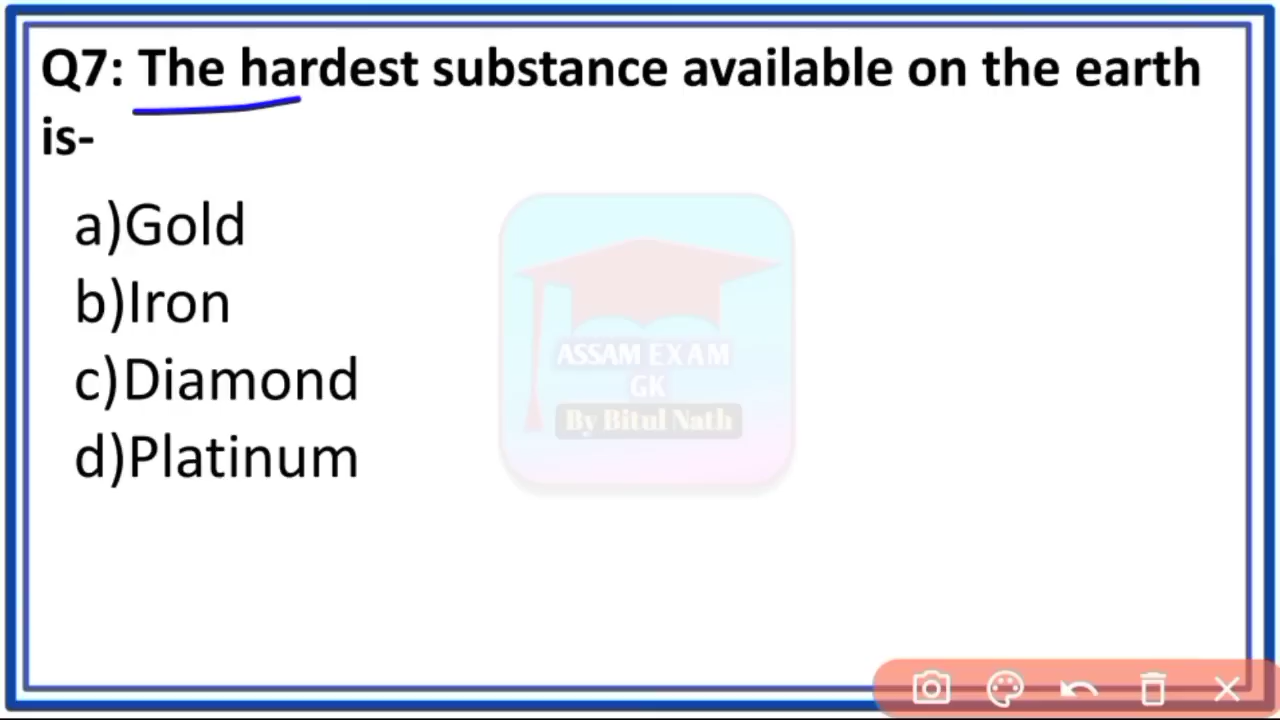 Q7: The hardest substance available on the earth
is-
a)Gold
b)Iron
c)Diamond
d)Platinum
ASSAM EXAM
GK
By Bitul Nath